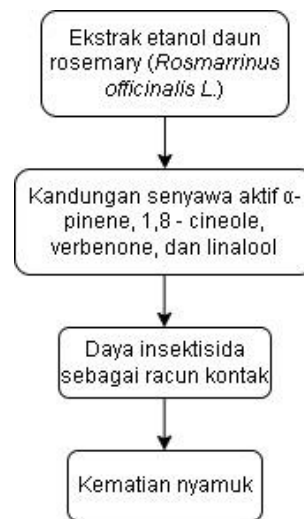 Ekstrak etanol daun
rosemary (Rosmarrinus
officinalis L.)
Kandungan senyawa aktif α-
pinene, 1,8 - cineole,
verbenone, dan linalool
Daya insektisida
sebagai racun kontak
Kematian nyamuk